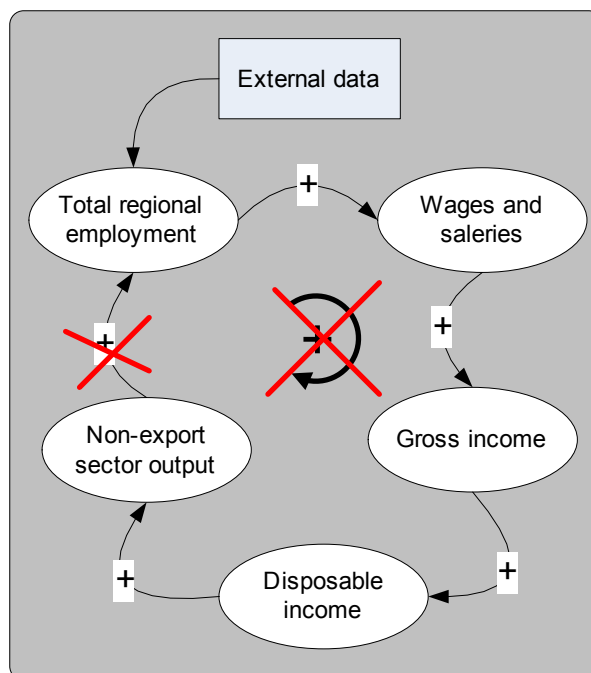 External data
Total regional
employment
+
Wages and
saleries
+
+
+
Gross income
Non-export
sector output
+
+
Disposable
income